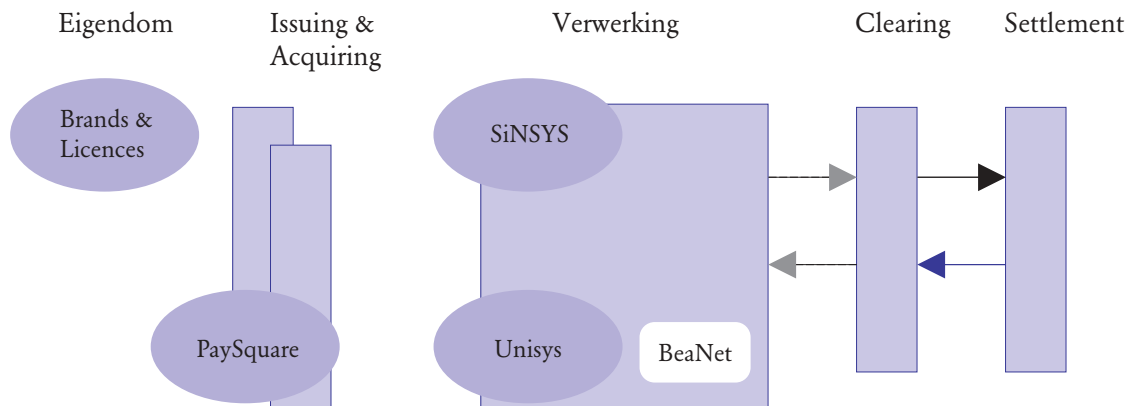 Eigendom
Issuing &
Acquiring
Verwerking
Clearing
Settlement
Brands &
Licences
SiNSYS
PaySquare
Unisys
BeaNet